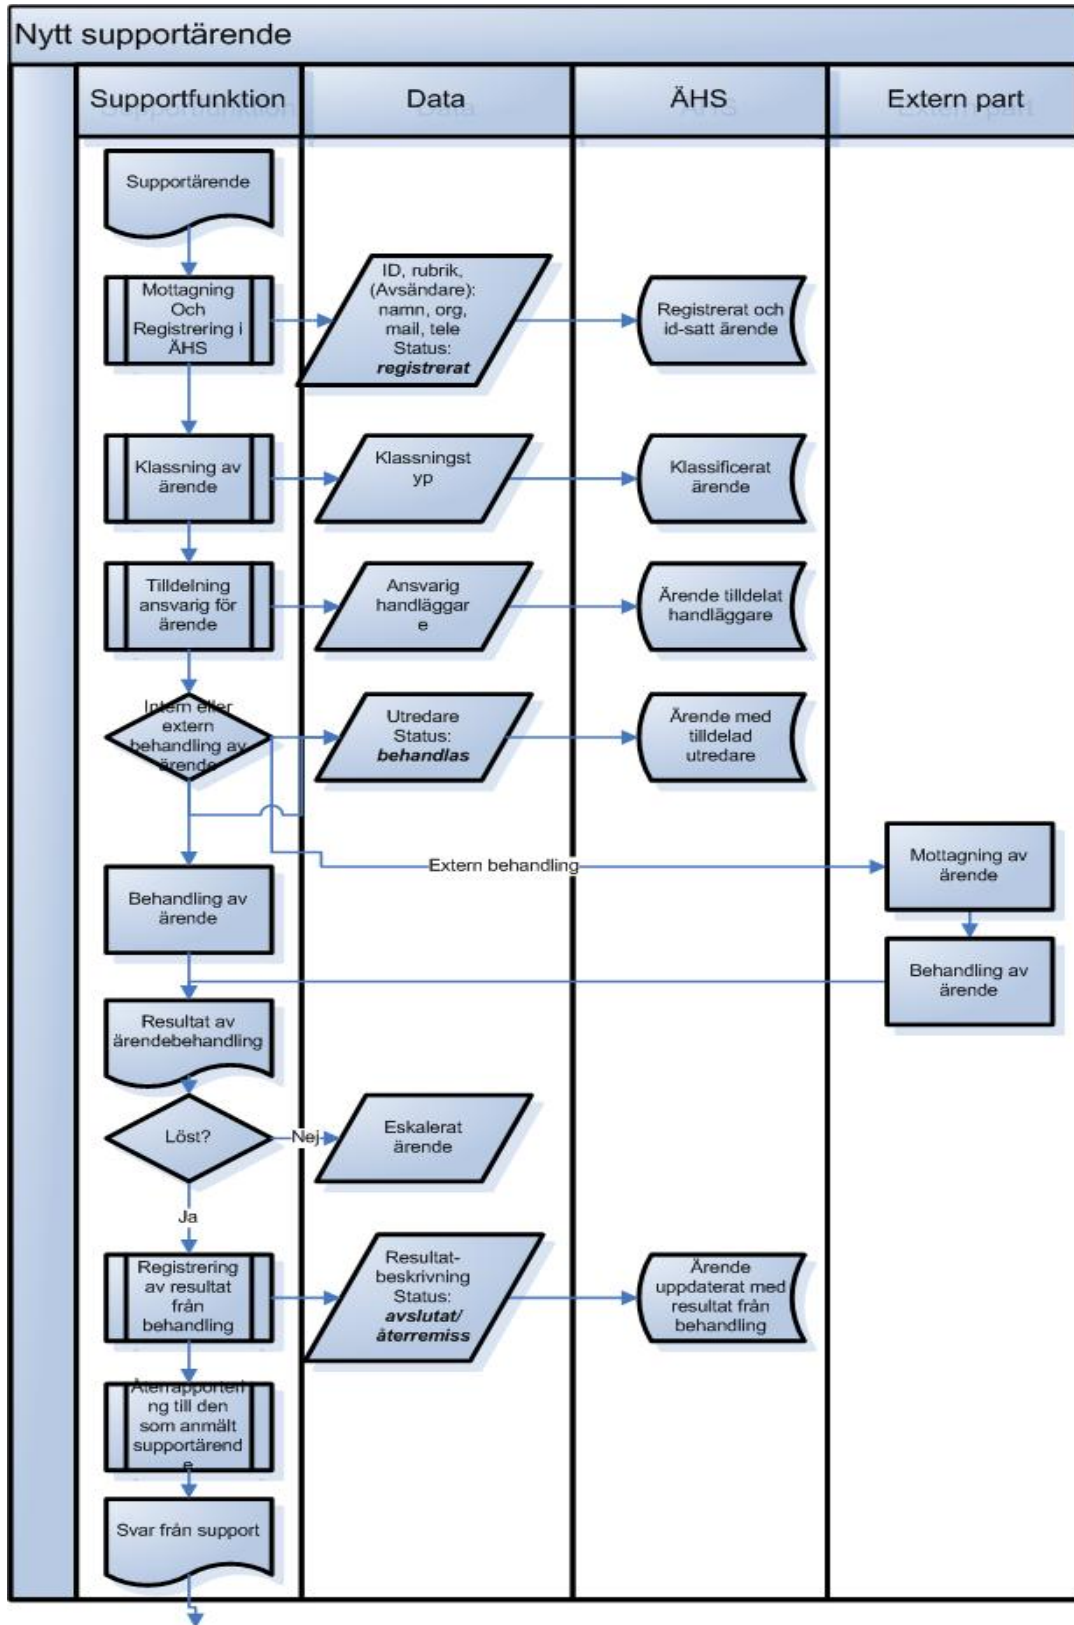 Nytt supportärende
Supportfunktion
Data
ÄHS
Extern part
Supportärende
Mottagning
Och
Registrering i
ÄHS
ID, rubrik,
(Avsändare):
namn, org,
mail, tele
Status:
registrerat
Registrerat och
id-satt ärende
Klassning av
ärende
Klassningst
yp
Klassificerat
ärende
Tilldelning
ansvarig för
ärende
Ansvarig
handläggar
e
Ärende tilldelat
handläggare
Intern eller
extern
behandling av
ärende
Utredare
Status:
behandlas
Ärende med
tilldelad
utredare
Extern behandling
Mottagning av
ärende
Behandling av
ärende
Behandling av
ärende
Resultat av
ärendebehandling
Löst?
Nej
Eskalerat
ärende
Ja
Registrering
av resultat
från
behandling
Resultat-
beskrivning
Status:
avslutat/
återremiss
Ärende
uppdaterat med
resultat från
behandling
Återrapporteri
ng till den
som anmält
supportärend
e
Svar från support